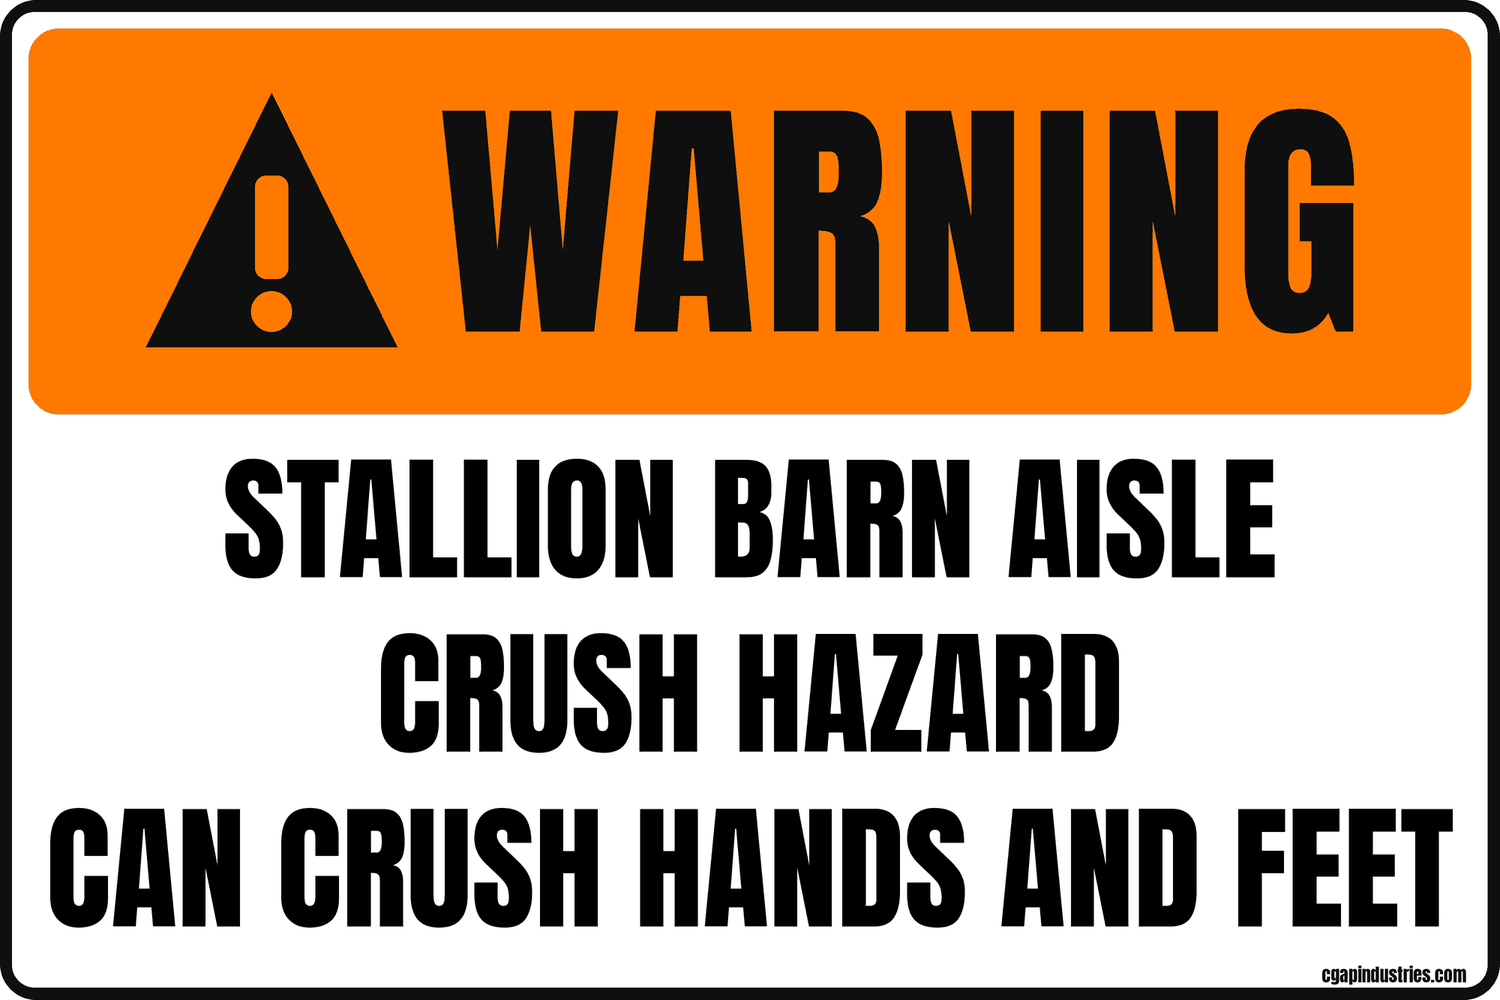 WARNING
STALLION BARN AISLE
CRUSH HAZARD
CAN CRUSH HANDS AND FEET
cgapindustries.com